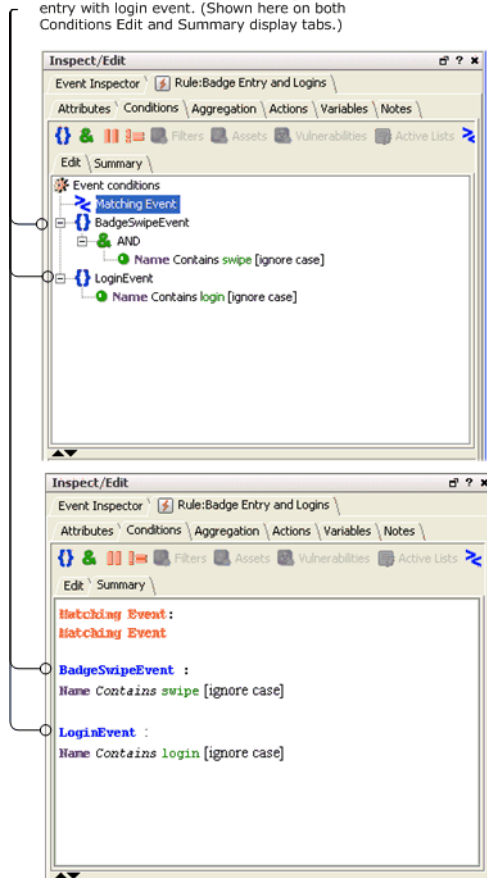 entry with login event. (Shown here on both
Conditions Edit and Summary display tabs.)
Inspect/Edit
Event Inspector Rule:Badge Entry and Logins
Attributes Conditions Aggregation Actions Variables Notes
Filters Assets Vulnerabilities Active Lists
Edit Summary
Event conditions
Matching Event
BadgeSwipeEvent
AND
Name Contains swipe [ignore case]
LoginEvent
Name Contains login [ignore case]
Inspect/Edit
Event Inspector Rule:Badge Entry and Logins
Attributes Conditions Aggregation Actions Variables Notes
Filters Assets Vulnerabilities Active Lists
Edit Summary
Matching Event:
Matching Event
BadgeSwipeEvent :
Name Contains swipe [ignore case]
LoginEvent :
Name Contains login [ignore case]